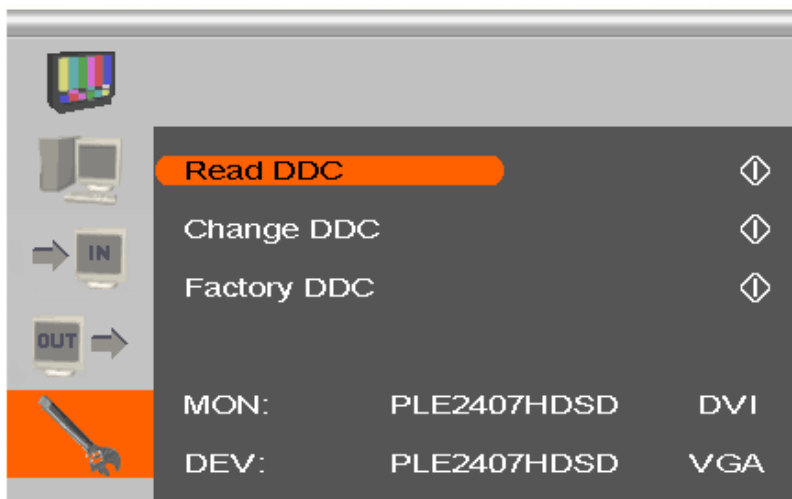 Read DDC
Change DDC
IN
Factory DDC
OUT
MON: PLE2407HDSD DVI
DEV: PLE2407HDSD VGA